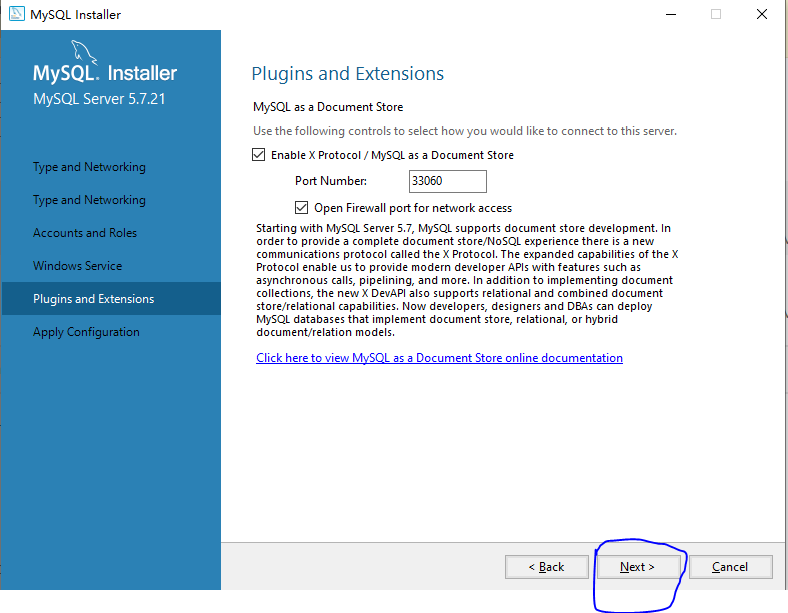 MySQL Installer
MySQL. Installer
MySQL Server 5.7.21
Type and Networking
Type and Networking
Accounts and Roles
Windows Service
Plugins and Extensions
Apply Configuration
Plugins and Extensions
MySQL as a Document Store
Use the following controls to select how you would like to connect to this server.
Enable X Protocol / MySQL as a Document Store
Port Number:
33060
Open Firewall port for network access
Starting with MySQL Server 5.7, MySQL supports document store development. In
order to provide a complete document store/NoSQL experience there is a new
communications protocol called the X Protocol. The expanded capabilities of the X
Protocol enable us to provide modern developer APIs with features such as
asynchronous calls, pipelining, and more. In addition to implementing document
collections, the new X DevAPI also supports relational and combined document
store/relational capabilities. Now developers, designers and DBAs can deploy
MySQL databases that implement document store, relational, or hybrid
document/relation models.
Click here to view MySQL as a Document Store online documentation
< Back
Next >
Cancel